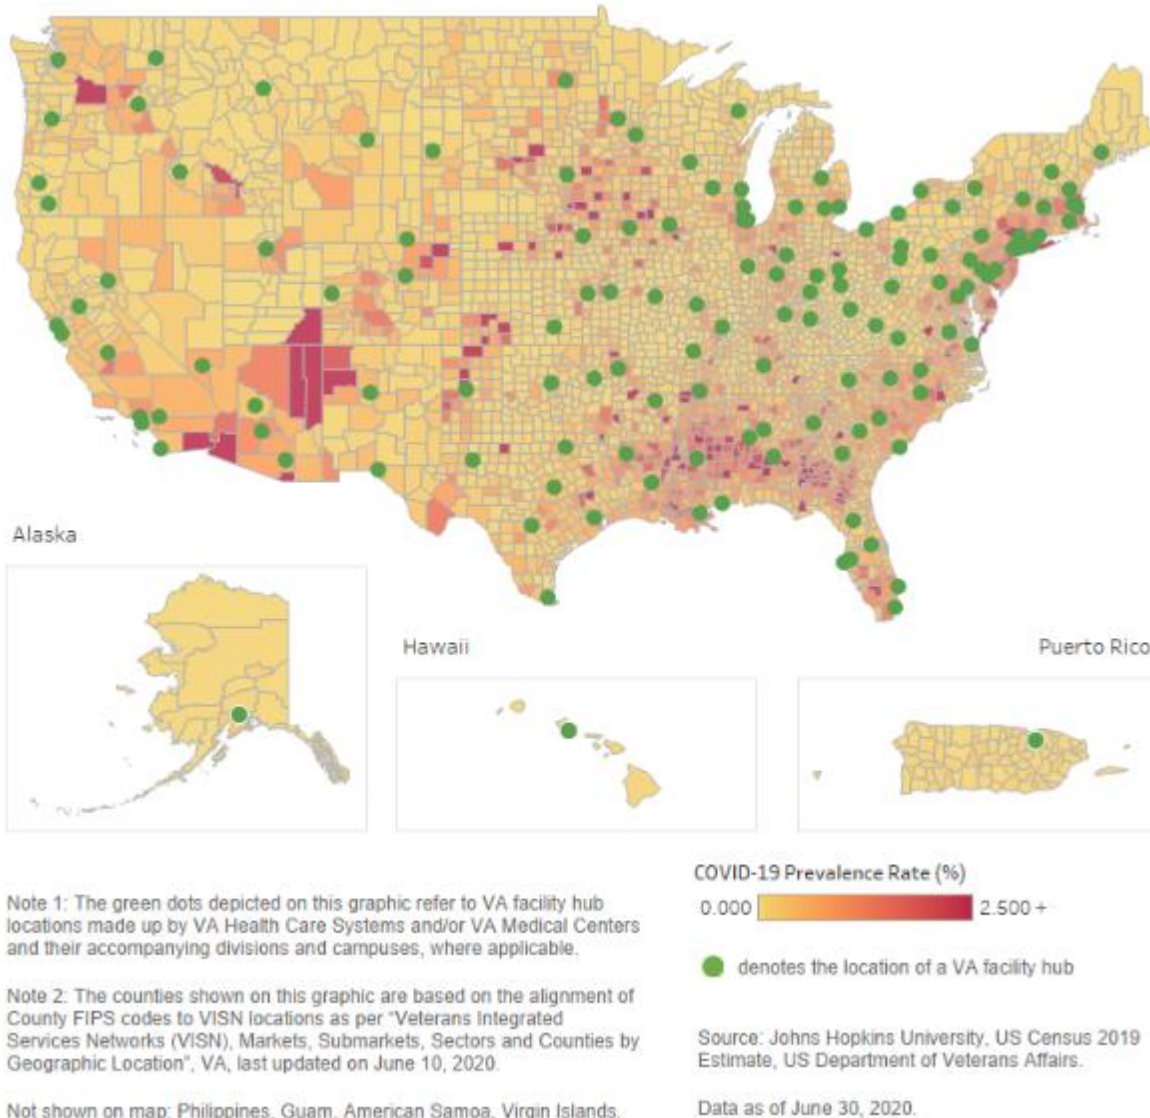 Alaska
Hawaii
Puerto Rico
COVID-19 Prevalence Rate (%)
0.000
2.500 +
denotes the location of a VA facility hub
Note 1: The green dots depicted on this graphic refer to VA facility hub
locations made up by VA Health Care Systems and/or VA Medical Centers
and their accompanying divisions and campuses, where applicable.
Note 2: The counties shown on this graphic are based on the alignment of
County FIPS codes to VISN locations as per "Veterans Integrated
Services Networks (VISN), Markets, Submarkets, Sectors and Counties by
Geographic Location", VA, last updated on June 10, 2020.
Source: Johns Hopkins University, US Census 2019
Estimate, US Department of Veterans Affairs.
Not shown on map: Philippines, Guam, American Samoa, Virgin Islands.
Data as of June 30, 2020.